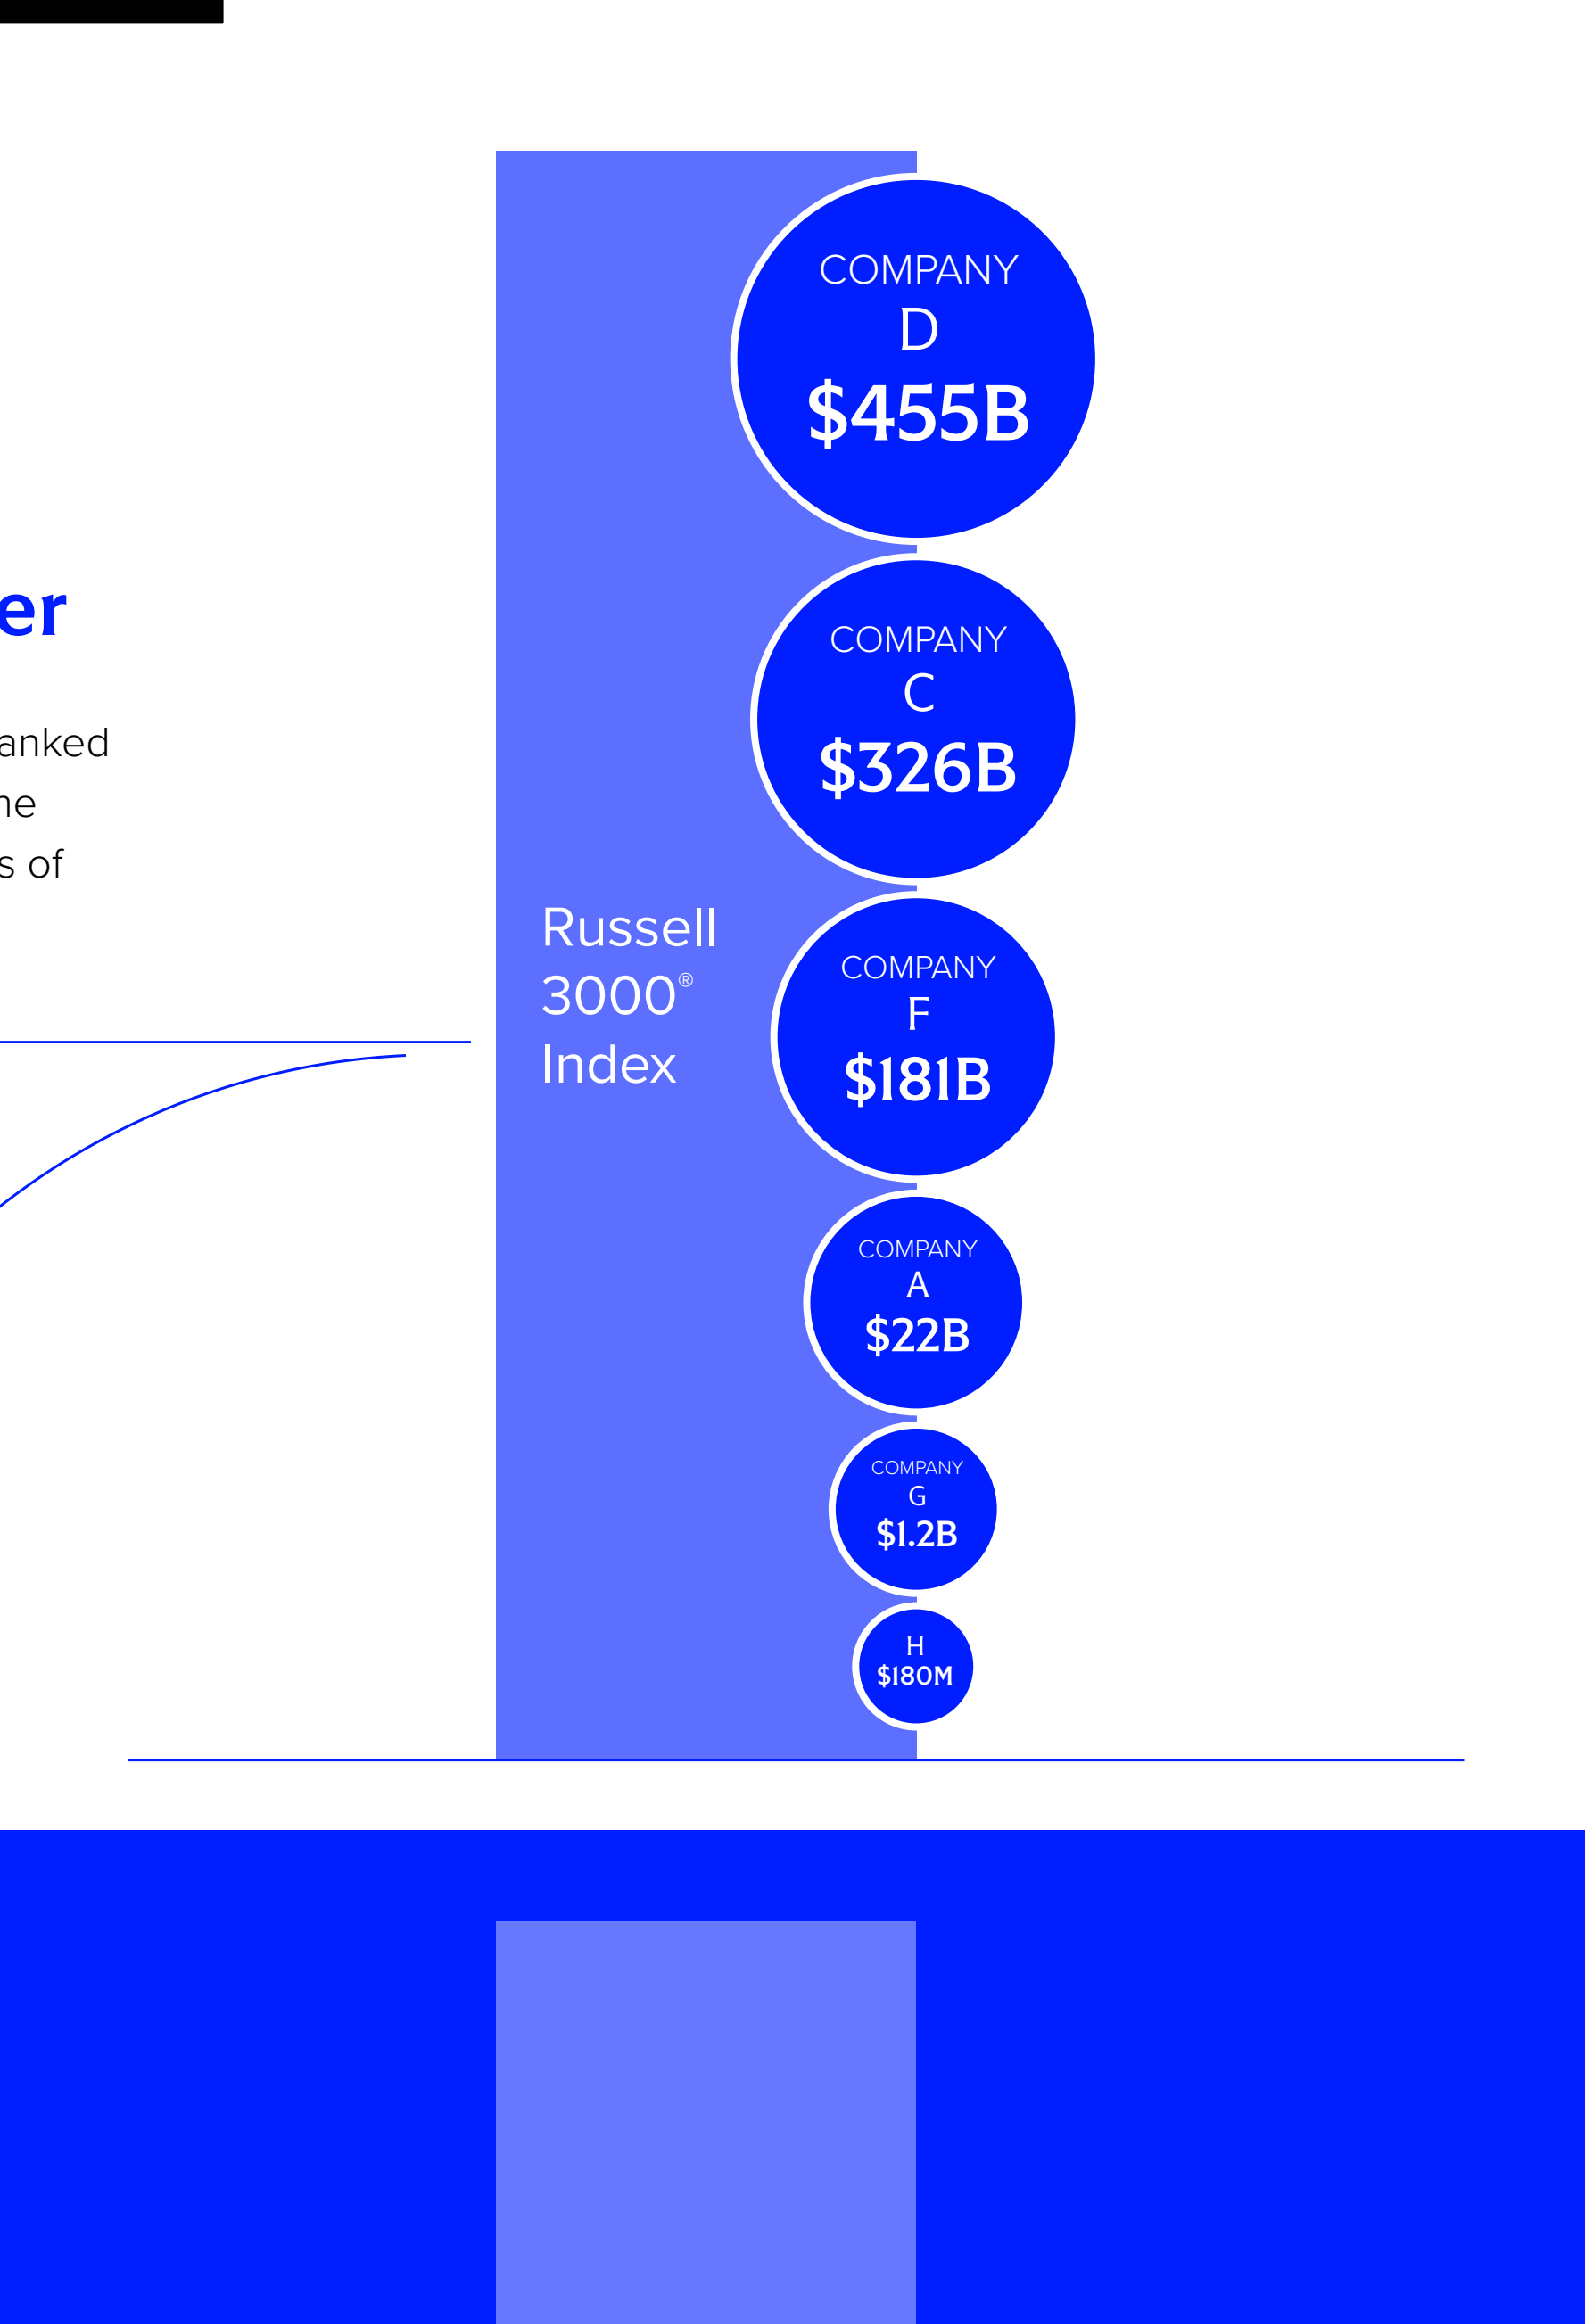 er
anked
ne
s of
Russell
3000®
Index
COMPANY
D
$455B
COMPANY
C
$326B
COMPANY
F
$181B
COMPANY
A
$22B
COMPANY
G
$1.2B
H
$180M